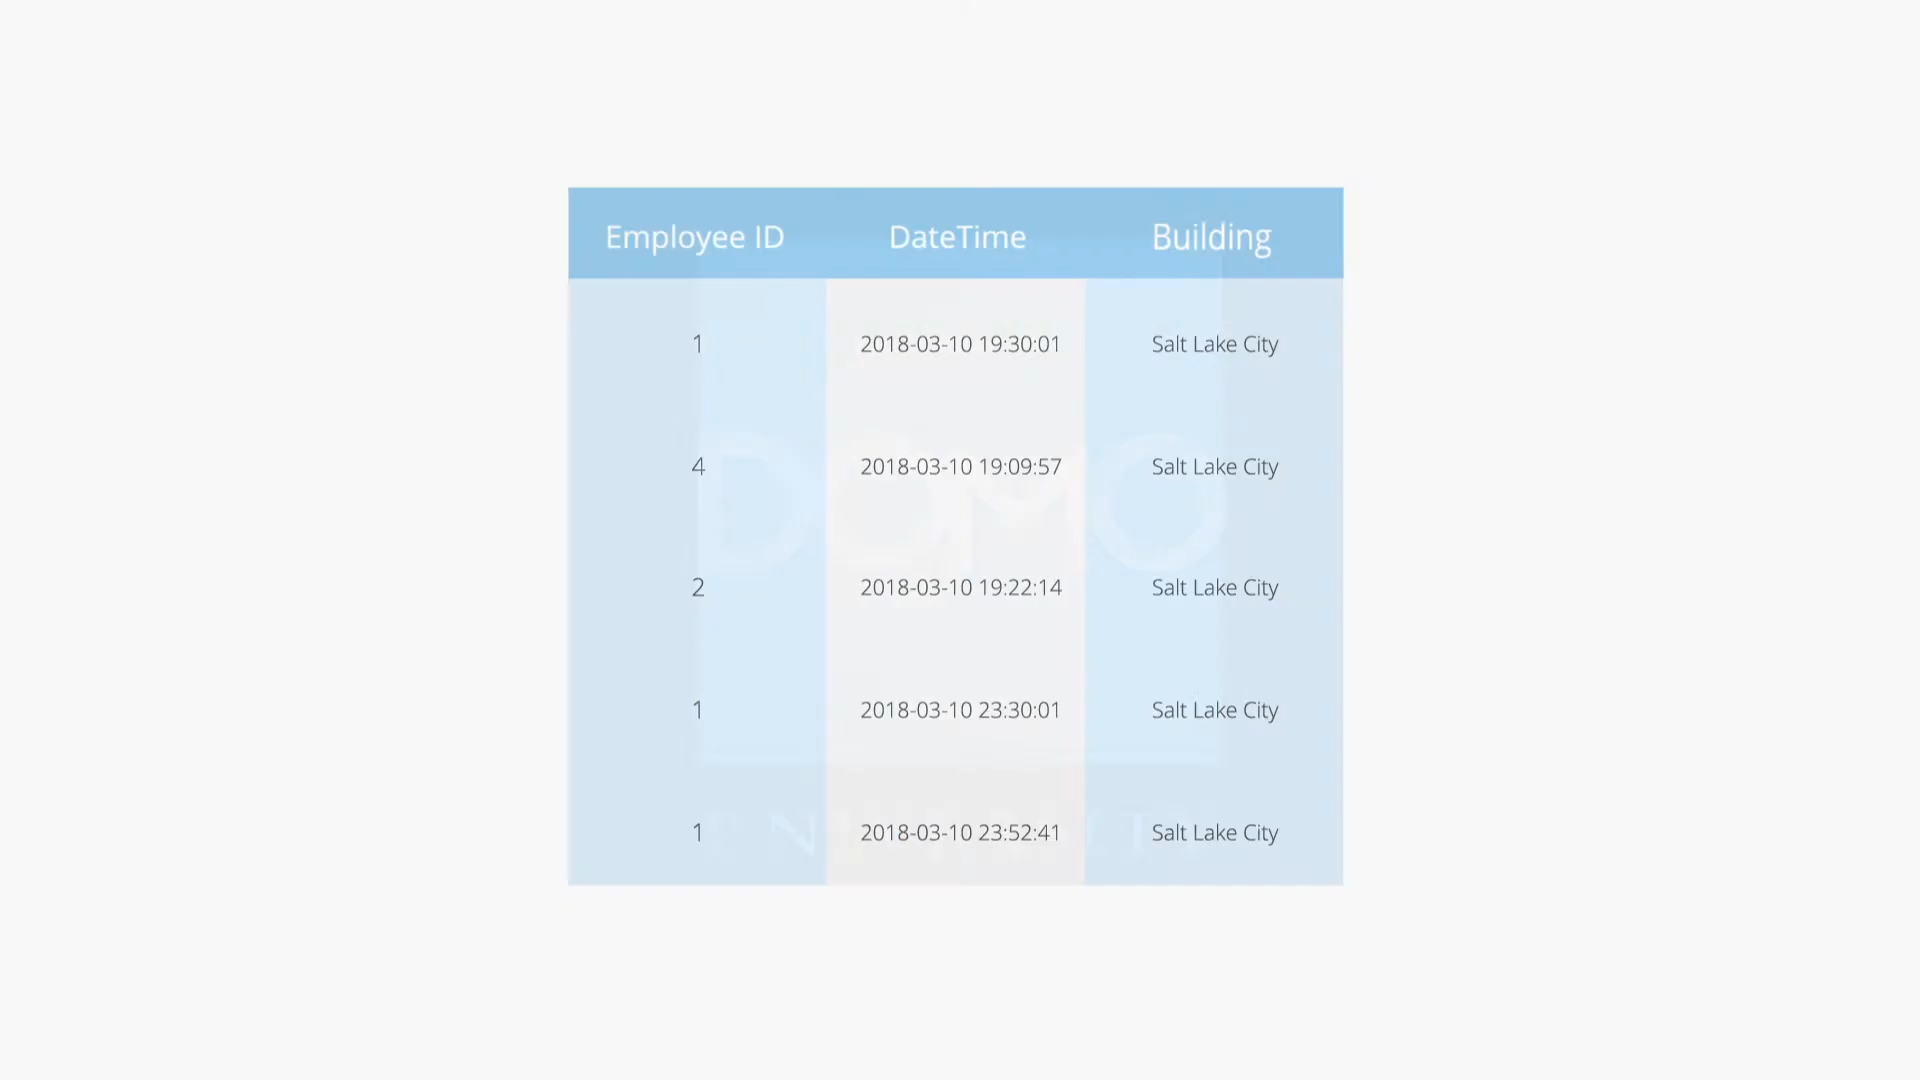 Employee ID DateTime Building
1 2018-03-10 19:30:01 Salt Lake City
4 2018-03-10 19:09:57 Salt Lake City
DOMO
2 2018-03-10 19:22:14 Salt Lake City
1 2018-03-10 23:30:01 Salt Lake City
1 2018-03-10 23:52:41 Salt Lake City